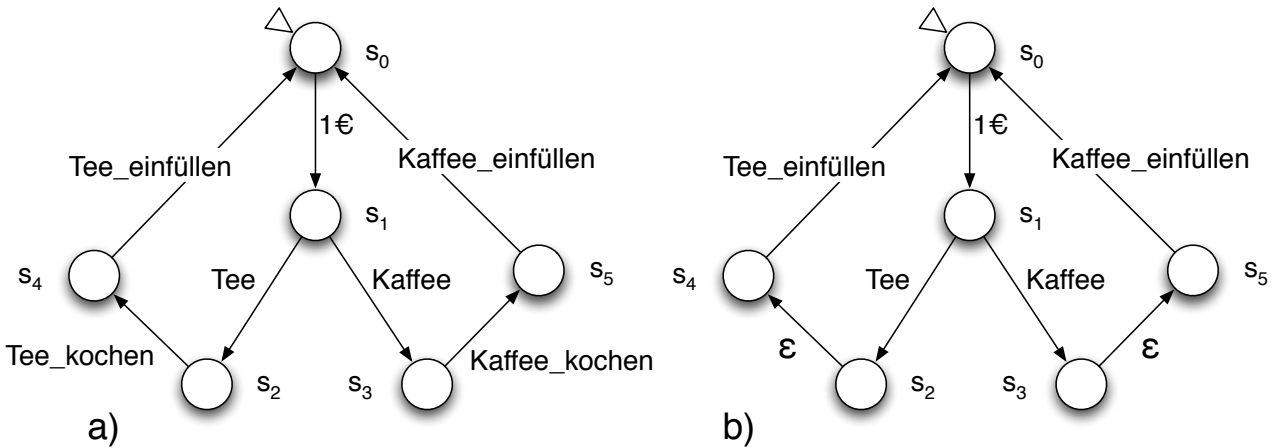 s0
1€
Tee_einfüllen
Kaffee_einfüllen
s1
s4
Tee
Kaffee
s5
Tee_kochen
Kaffee_kochen
s2
s3
a)
s0
1€
Tee_einfüllen
Kaffee_einfüllen
s1
s4
Tee
Kaffee
s5
ε
ε
s2
s3
b)